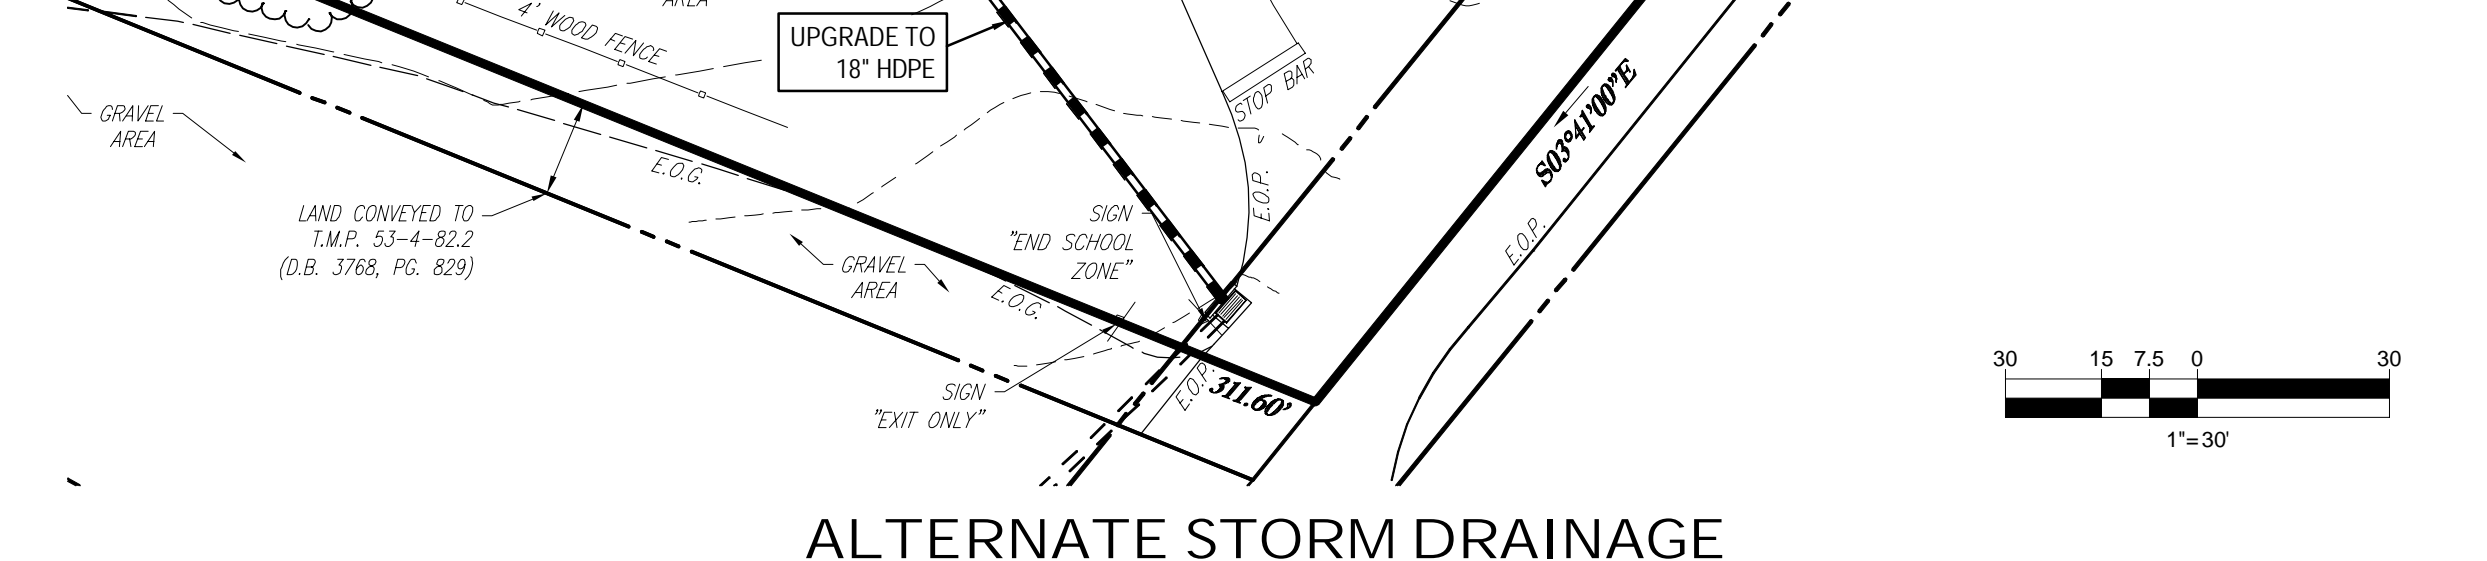 AREA
4' WOOD FENCE
UPGRADE TO
18" HDPE
STOP BAR
S03°41'00"E
GRAVEL
AREA
E.O.G.
E.O.P.
LAND CONVEYED TO
T.M.P. 53-4-82.2
(D.B. 3768, PG. 829)
SIGN
"END SCHOOL
ZONE"
E.O.P.
GRAVEL
AREA
E.O.G.
SIGN
"EXIT ONLY"
E.O.P.
311.60'
30 15 7.5 0 30
1"=30'
ALTERNATE STORM DRAINAGE